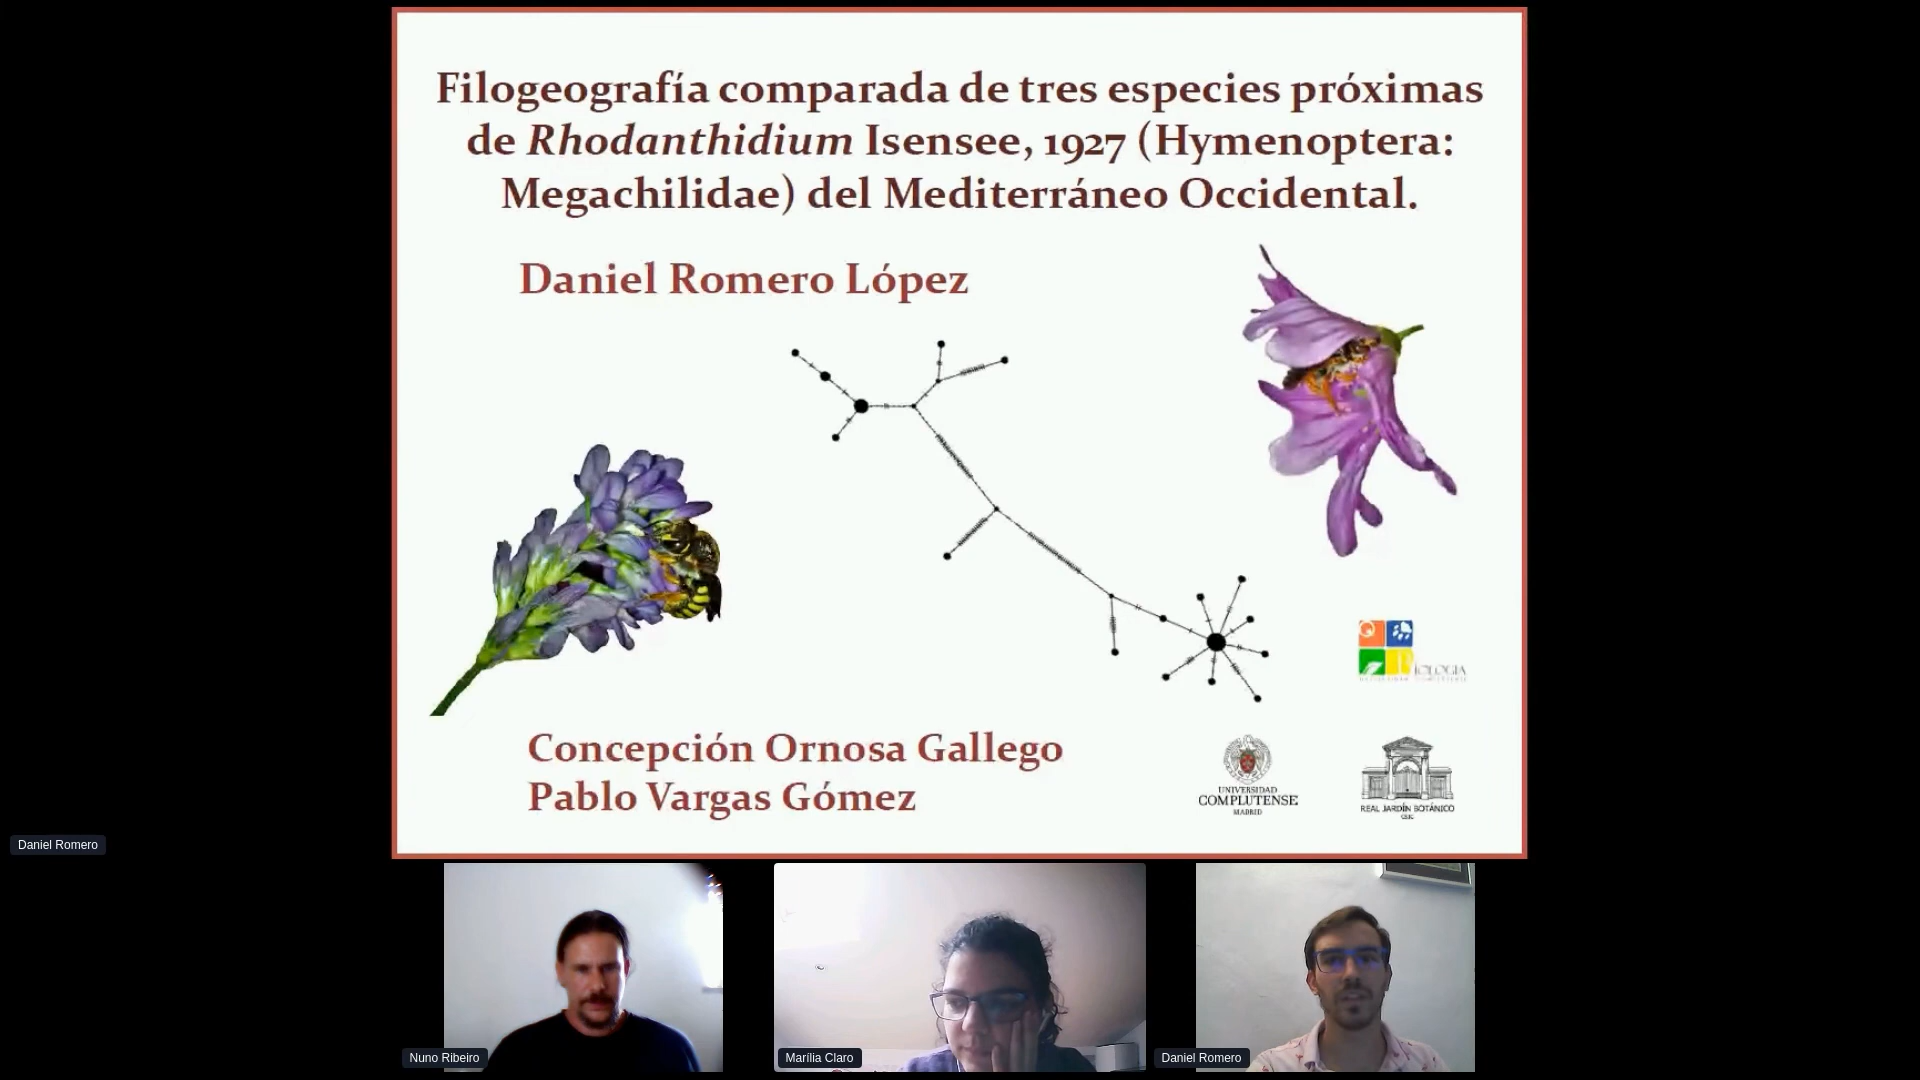 Filogeografía comparada de tres especies próximas
de Rhodanthidium Isensee, 1927 (Hymenoptera:
Megachilidae) del Mediterráneo Occidental.
Daniel Romero López
Concepción Ornosa Gallego
Pablo Vargas Gómez
BIOLOGIA
UNIVERSIDAD
COMPLUTENSE
MADRID
REAL JARDÍN BOTÁNICO
CSIC
Daniel Romero
Nuno Ribeiro
Marília Claro
Daniel Romero